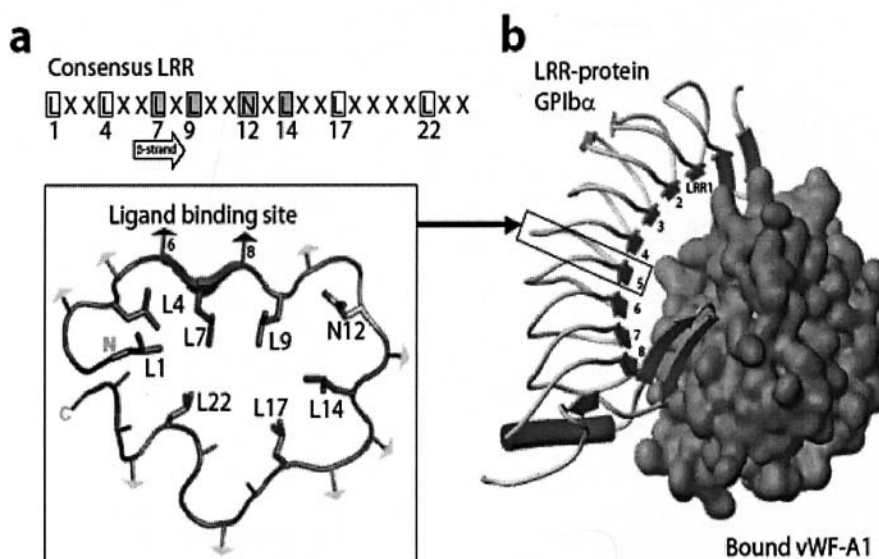 a
Consensus LRR
L X X L X X L X L X X N X L X X L X X X X L X X
1 4 7 9 12 14 17 22
β-strand
Ligand binding site
6 8
L4
L7
L9
N12
N
L1
L22
L17
L14
C
b
LRR-protein
GPIbα
LRR1
2
3
4
5
6
7
8
Bound vWF-A1